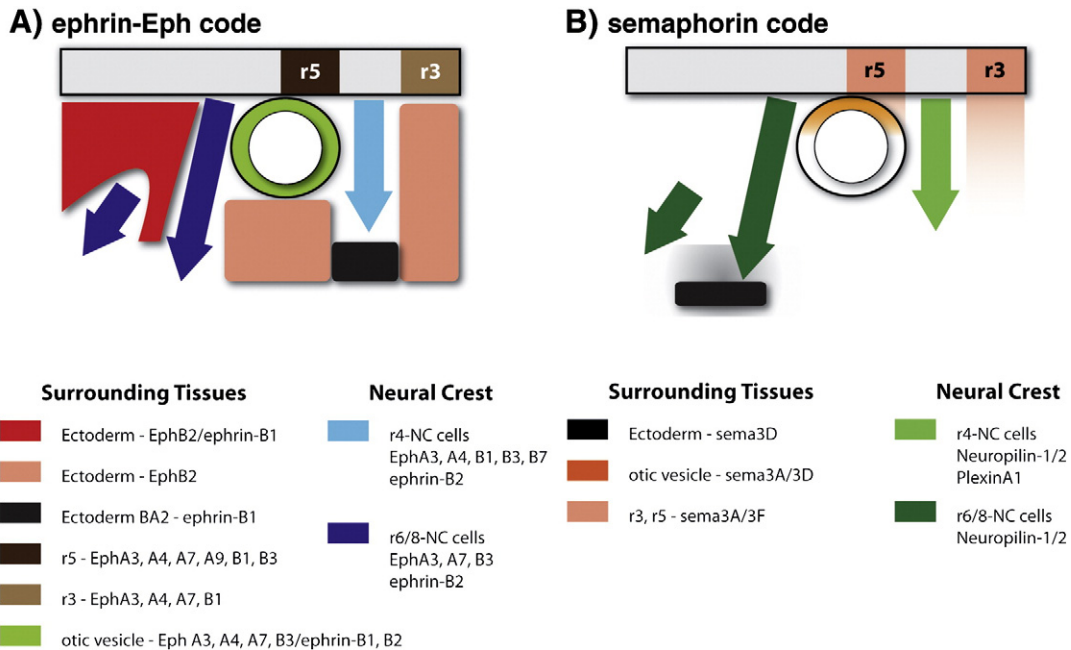 A) ephrin-Eph code
r5
r3
Surrounding Tissues
Ectoderm - EphB2/ephrin-B1
Ectoderm - EphB2
Ectoderm BA2 - ephrin-B1
r5 - EphA3, A4, A7, A9, B1, B3
r3 - EphA3, A4, A7, B1
otic vesicle - Eph A3, A4, A7, B3/ephrin-B1, B2
Neural Crest
r4-NC cells
EphA3, A4, B1, B3, B7
ephrin-B2
r6/8-NC cells
EphA3, A7, B3
ephrin-B2
B) semaphorin code
r5
r3
Surrounding Tissues
Ectoderm - sema3D
otic vesicle - sema3A/3D
r3, r5 - sema3A/3F
Neural Crest
r4-NC cells
Neuropilin-1/2
PlexinA1
r6/8-NC cells
Neuropilin-1/2